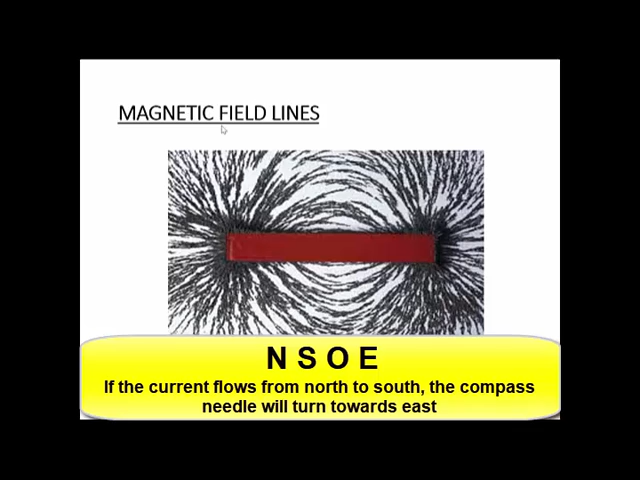 MAGNETIC FIELD LINES
N S O E
If the current flows from north to south, the compass
needle will turn towards east